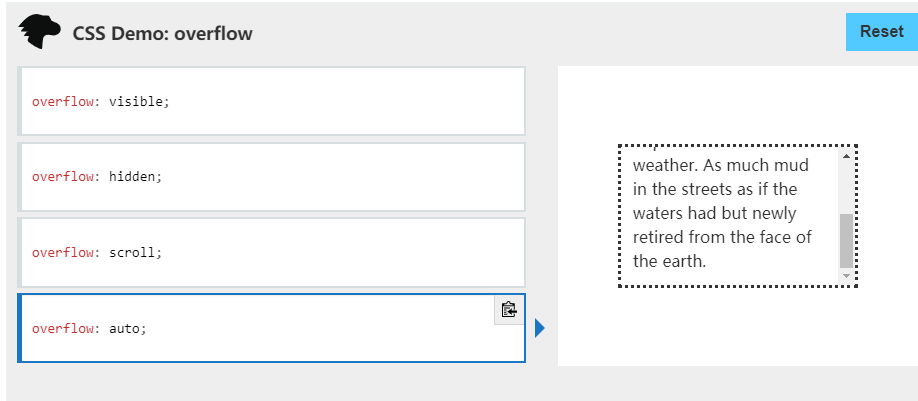 CSS Demo: overflow
Reset
overflow: visible;
overflow: hidden;
overflow: scroll;
overflow: auto;
weather. As much mud
in the streets as if the
waters had but newly
retired from the face of
the earth.